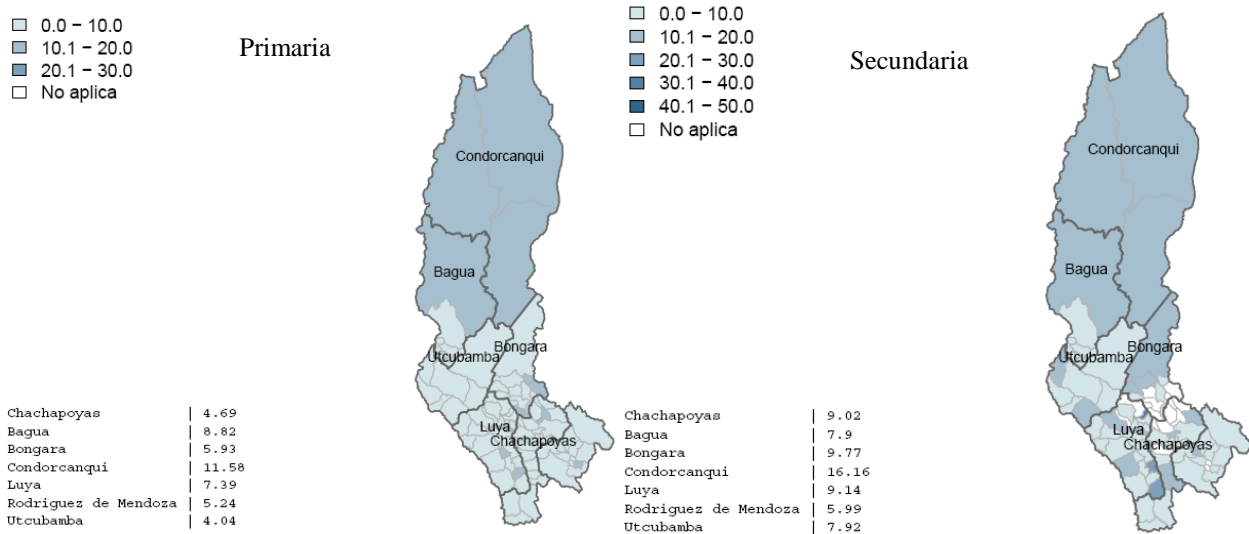 0.0 − 10.0
10.1 − 20.0
20.1 − 30.0
No aplica
Primaria
Condorcanqui
Bagua
Utcubamba
Bongara
Luya
Chachapoyas
Chachapoyas | 4.69
Bagua | 8.82
Bongara | 5.93
Condorcanqui | 11.58
Luya | 7.39
Rodriguez de Mendoza | 5.24
Utcubamba | 4.04
0.0 − 10.0
10.1 − 20.0
20.1 − 30.0
30.1 − 40.0
40.1 − 50.0
No aplica
Secundaria
Condorcanqui
Bagua
Utcubamba
Bongara
Luya
Chachapoyas
Chachapoyas | 9.02
Bagua | 7.9
Bongara | 9.77
Condorcanqui | 16.16
Luya | 9.14
Rodriguez de Mendoza | 5.99
Utcubamba | 7.92